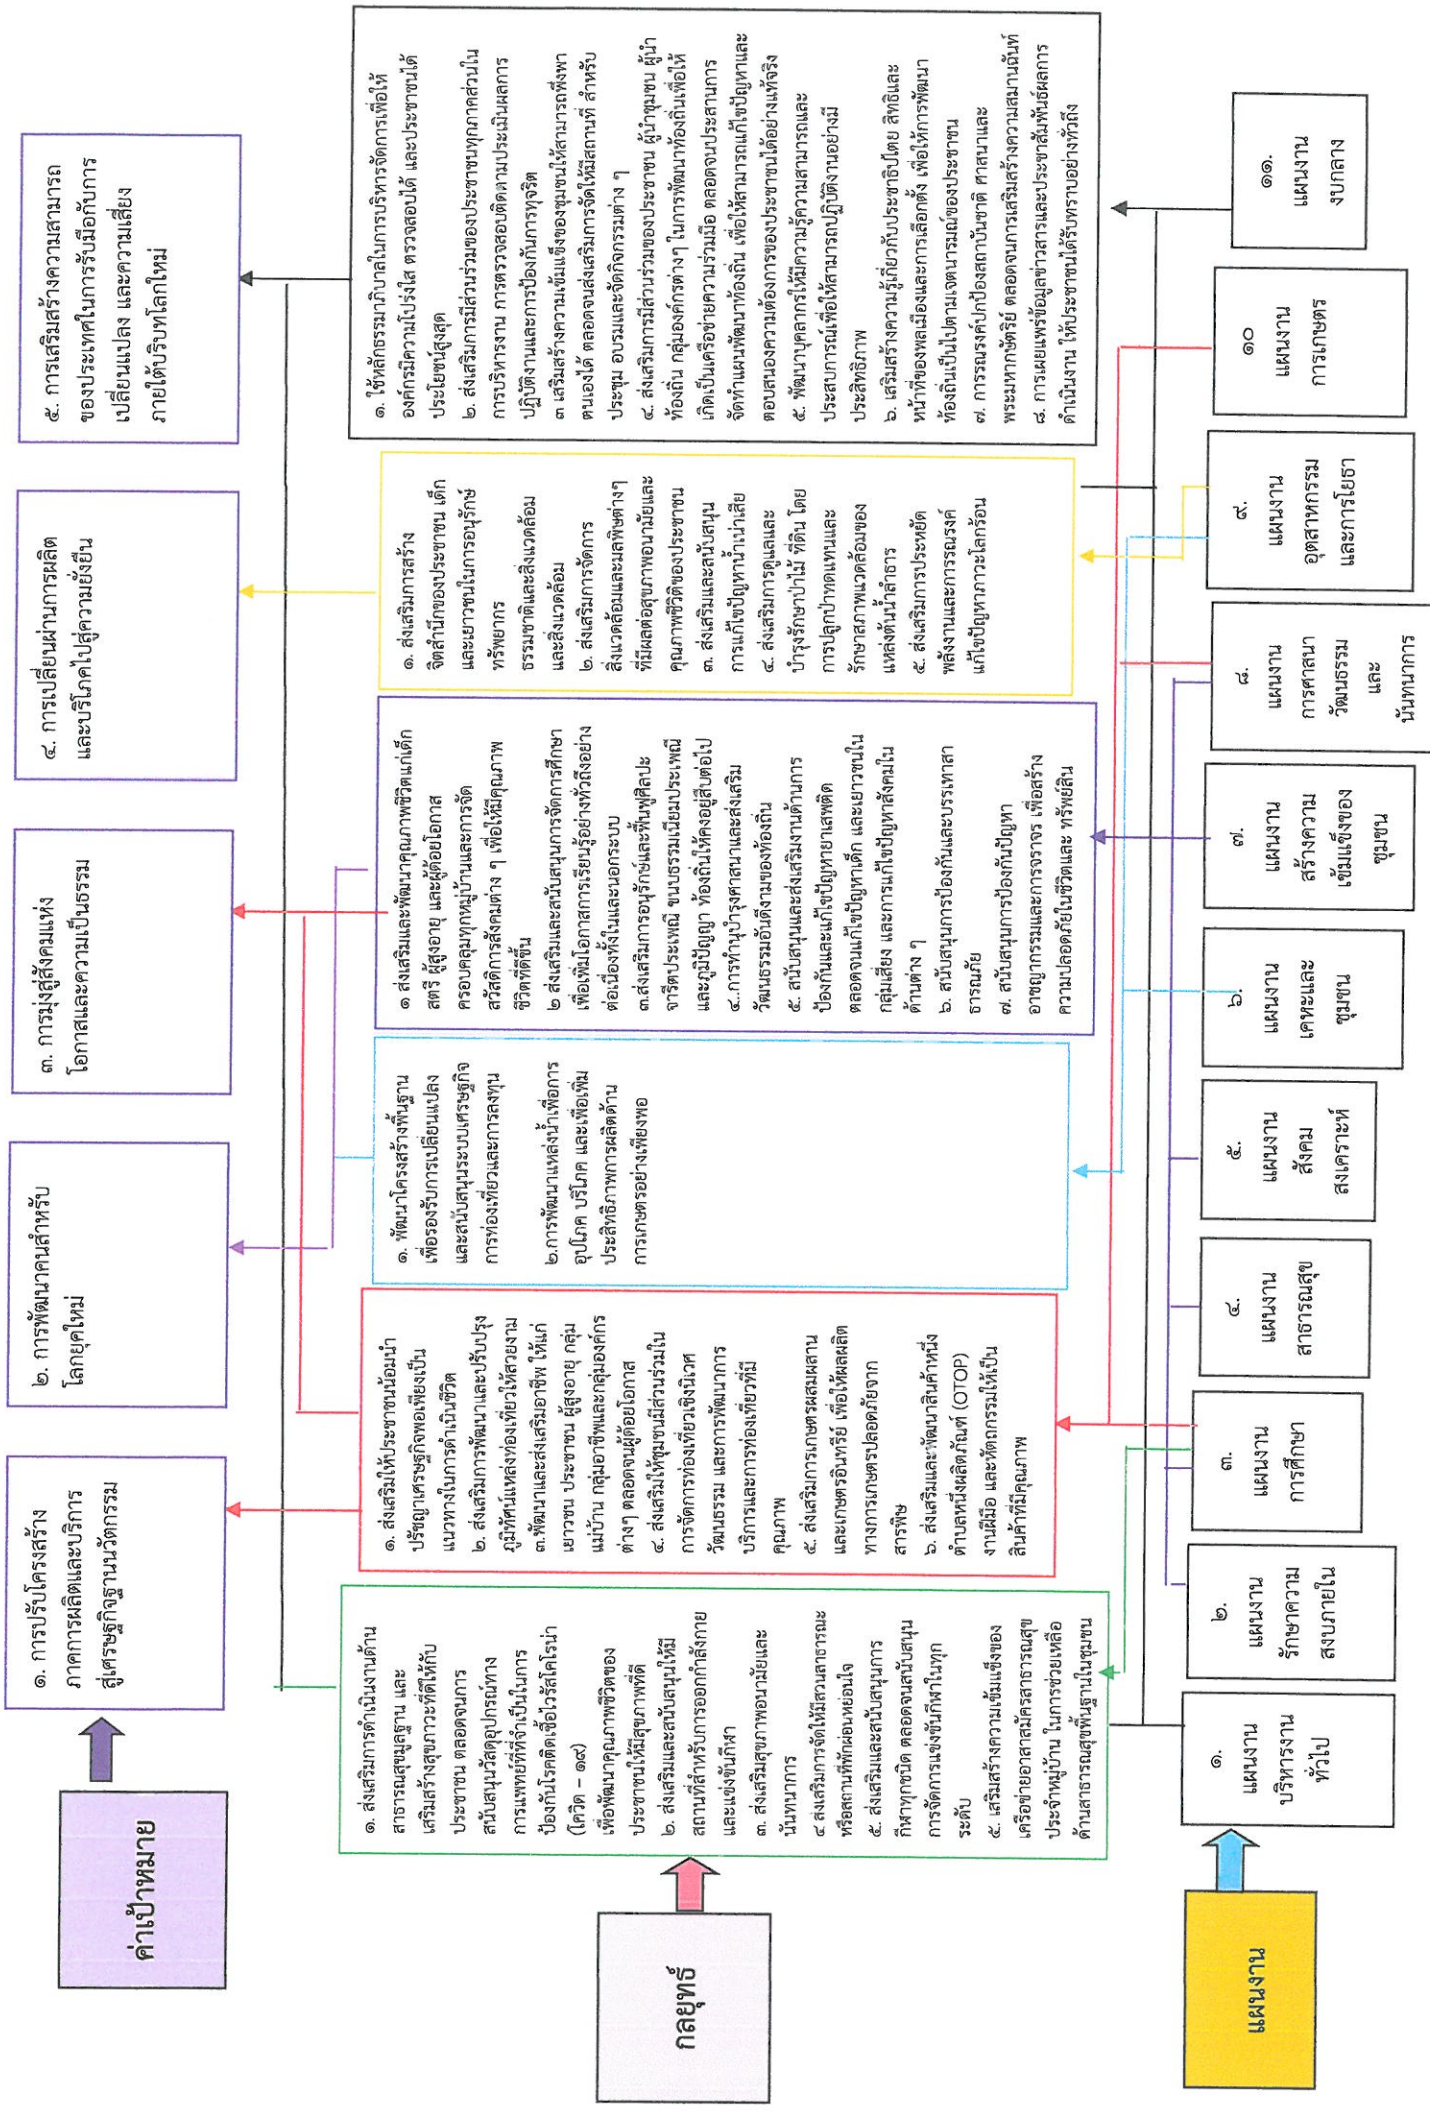 ค่าเป้าหมาย
๑. การปรับโครงสร้าง
ภาคการผลิตและบริการ
สู่เศรษฐกิจฐานนวัตกรรม
๒. การพัฒนาคนสำหรับ
โลกยุคใหม่
๓. การมุ่งสู่สังคมแห่ง
โอกาสและความเป็นธรรม
๔. การเปลี่ยนผ่านการผลิต
และบริโภคไปสู่ความยั่งยืน
๕. การเสริมสร้างความสามารถ
ของประเทศในการรับมือกับการ
เปลี่ยนแปลง และความเสี่ยง
ภายใต้บริบทโลกใหม่
กลยุทธ์
๑. ส่งเสริมการดำเนินงานด้าน
สาธารณสุขมูลฐาน และ
เสริมสร้างสุขภาวะที่ดีให้กับ
ประชาชน ตลอดจนการ
สนับสนุนวัสดุอุปกรณ์ทาง
การแพทย์ที่ที่จำเป็นในการ
ป้องกันโรคติดเชื้อไวรัสโคโรน่า
(โควิด – ๑๙)
เพื่อพัฒนาคุณภาพชีวิตของ
ประชาชนให้มีสุขภาพที่ดี
๒. ส่งเสริมและสนับสนุนให้มี
สถานที่สำหรับการออกกำลังกาย
และแข่งขันกีฬา
๓. ส่งเสริมสุขภาพอนามัยและ
นันทนาการ
๔ ส่งเสริมการจัดให้มีสวนสาธารณะ
หรือสถานที่พักผ่อนหย่อนใจ
๕. ส่งเสริมและสนับสนุนการ
กีฬาทุกชนิด ตลอดจนสนับสนุน
การจัดการแข่งขันกีฬาในทุก
ระดับ
๕. เสริมสร้างความเข้มแข็งของ
เครือข่ายอาสาสมัครสาธารณสุข
ประจำหมู่บ้าน ในการช่วยเหลือ
ด้านสาธารณสุขพื้นฐานในชุมชน
๑. ส่งเสริมให้ประชาชนน้อมนำ
ปรัชญาเศรษฐกิจพอเพียงเป็น
แนวทางในการดำเนินชีวิต
๒. ส่งเสริมการพัฒนาและปรับปรุง
ภูมิทัศน์แหล่งท่องเที่ยวให้สวยงาม
๓.พัฒนาและส่งเสริมอาชีพ ให้แก่
เยาวชน ประชาชน ผู้สูงอายุ กลุ่ม
แม่บ้าน กลุ่มอาชีพและกลุ่มองค์กร
ต่างๆ ตลอดจนผู้ด้อยโอกาส
๔. ส่งเสริมให้ชุมชนมีส่วนร่วมใน
การจัดการท่องเที่ยวเชิงนิเวศ
วัฒนธรรม และการพัฒนาการ
บริการและการท่องเที่ยวที่มี
คุณภาพ
๕. ส่งเสริมการเกษตรผสมผสาน
และเกษตรอินทรีย์ เพื่อให้ผลผลิต
ทางการเกษตรปลอดภัยจาก
สารพิษ
๖. ส่งเสริมและพัฒนาสินค้าหนึ่ง
ตำบลหนึ่งผลิตภัณฑ์ (OTOP)
งานฝีมือ และหัตถกรรมให้เป็น
สินค้าที่มีคุณภาพ
๑. พัฒนาโครงสร้างพื้นฐาน
เพื่อรองรับการเปลี่ยนแปลง
และสนับสนุนระบบเศรษฐกิจ
การท่องเที่ยวและการลงทุน
๒.การพัฒนาแหล่งน้ำเพื่อการ
อุปโภค บริโภค และเพื่อเพิ่ม
ประสิทธิภาพการผลิตด้าน
การเกษตรอย่างเพียงพอ
๑ ส่งเสริมและพัฒนาคุณภาพชีวิตแก่เด็ก
สตรี ผู้สูงอายุ และผู้ด้อยโอกาส
ครอบคลุมทุกหมู่บ้านและการจัด
สวัสดิการสังคมต่าง ๆ เพื่อให้มีคุณภาพ
ชีวิตที่ดีขึ้น
๒ ส่งเสริมและสนับสนุนการจัดการศึกษา
เพื่อเพิ่มโอกาสการเรียนรู้อย่างทั่วถึงอย่าง
ต่อเนื่องทั้งในและนอกระบบ
๓.ส่งเสริมการอนุรักษ์และฟื้นฟูศิลปะ
จารีตประเพณี ขนบธรรมเนียมประเพณี
และภูมิปัญญา ท้องถิ่นให้คงอยู่สืบต่อไป
๔..การทำนุบำรุงศาสนาและส่งเสริม
วัฒนธรรมอันดีงามของท้องถิ่น
๕. สนับสนุนและส่งเสริมงานด้านการ
ป้องกันและแก้ไขปัญหายาเสพติด
ตลอดจนแก้ไขปัญหาเด็ก และเยาวชนใน
กลุ่มเสี่ยง และการแก้ไขปัญหาสังคมใน
ด้านต่าง ๆ
๖. สนับสนุนการป้องกันและบรรเทาสา
ธารณภัย
๗. สนับสนุนการป้องกันปัญหา
อาชญากรรมและการจราจร เพื่อสร้าง
ความปลอดภัยในชีวิตและ ทรัพย์สิน
๑. ส่งเสริมการสร้าง
จิตสำนึกของประชาชน เด็ก
และเยาวชนในการอนุรักษ์
ทรัพยากร
ธรรมชาติและสิ่งแวดล้อม
และสิ่งแวดล้อม
๒. ส่งเสริมการจัดการ
สิ่งแวดล้อมและมลพิษต่างๆ
ที่มีผลต่อสุขภาพอนามัยและ
คุณภาพชีวิตของประชาชน
๓. ส่งเสริมและสนับสนุน
การแก้ไขปัญหาน้ำเน่าเสีย
๔. ส่งเสริมการดูแลและ
บำรุงรักษาป่าไม้ ที่ดิน โดย
การปลูกป่าทดแทนและ
รักษาสภาพแวดล้อมของ
แหล่งต้นน้ำลำธาร
๕. ส่งเสริมการประหยัด
พลังงานและการรณรงค์
แก้ไขปัญหาภาวะโลกร้อน
๑. ใช้หลักธรรมาภิบาลในการบริหารจัดการเพื่อให้
องค์กรมีความโปร่งใส ตรวจสอบได้ และประชาชนได้
ประโยชน์สูงสุด
๒. ส่งเสริมการมีส่วนร่วมของประชาชนทุกภาคส่วนใน
การบริหารงาน การตรวจสอบติดตามประเมินผลการ
ปฏิบัติงานและการป้องกันการทุจริต
๓ เสริมสร้างความเข้มแข็งของชุมชนให้สามารถพึ่งพา
ตนเองได้ ตลอดจนส่งเสริมการจัดให้มีสถานที่ สำหรับ
ประชุม อบรมและจัดกิจกรรมต่าง ๆ
๔. ส่งเสริมการมีส่วนร่วมของประชาชน ผู้นำชุมชน ผู้นำ
ท้องถิ่น กลุ่มองค์กรต่างๆ ในการพัฒนาท้องถิ่นเพื่อให้
เกิดเป็นเครือข่ายความร่วมมือ ตลอดจนประสานการ
จัดทำแผนพัฒนาท้องถิ่น เพื่อให้สามารถแก้ไขปัญหาและ
ตอบสนองความต้องการของประชาชนได้อย่างแท้จริง
๕. พัฒนาบุคลากรให้มีความรู้ความสามารถและ
ประสบการณ์เพื่อให้สามารถปฏิบัติงานอย่างมี
ประสิทธิภาพ
๖. เสริมสร้างความรู้เกี่ยวกับประชาธิปไตย สิทธิและ
หน้าที่ของพลเมืองและการเลือกตั้ง เพื่อให้การพัฒนา
ท้องถิ่นเป็นไปตามเจตนารมณ์ของประชาชน
๗. การรณรงค์ปกป้องสถาบันชาติ ศาสนาและ
พระมหากษัตริย์ ตลอดจนการเสริมสร้างความสมานฉันท์
๘. การเผยแพร่ข้อมูลข่าวสารและประชาสัมพันธ์ผลการ
ดำเนินงาน ให้ประชาชนได้รับทราบอย่างทั่วถึง
แผนงาน
๑.
แผนงาน
บริหารงาน
ทั่วไป
๒.
แผนงาน
รักษาความ
สงบภายใน
๓.
แผนงาน
การศึกษา
๔.
แผนงาน
สาธารณสุข
๕.
แผนงาน
สังคม
สงเคราะห์
๖.
แผนงาน
เคหะและ
ชุมชน
๗.
แผนงาน
สร้างความ
เข้มแข็งของ
ชุมชน
๘.
แผนงาน
การศาสนา
วัฒนธรรม
และ
นันทนาการ
๙.
แผนงาน
อุตสาหกรรม
และการโยธา
๑๐
แผนงาน
การเกษตร
๑๑.
แผนงาน
งบกลาง